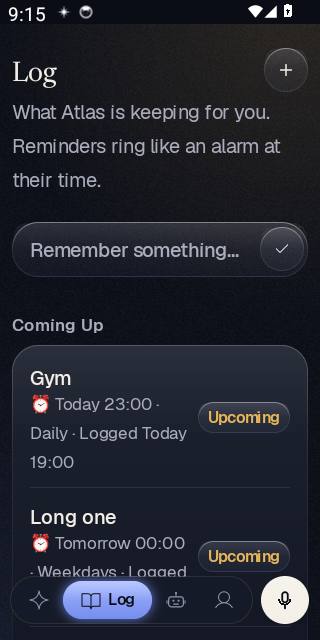 9:15
Log
What Atlas is keeping for you.
Reminders ring like an alarm at
their time.
Remember something...
Coming Up
Gym
⏰ Today 23:00 ·
Daily · Logged Today
19:00
Upcoming
Long one
⏰ Tomorrow 00:00
· Weekdays · Logged
Upcoming
Log